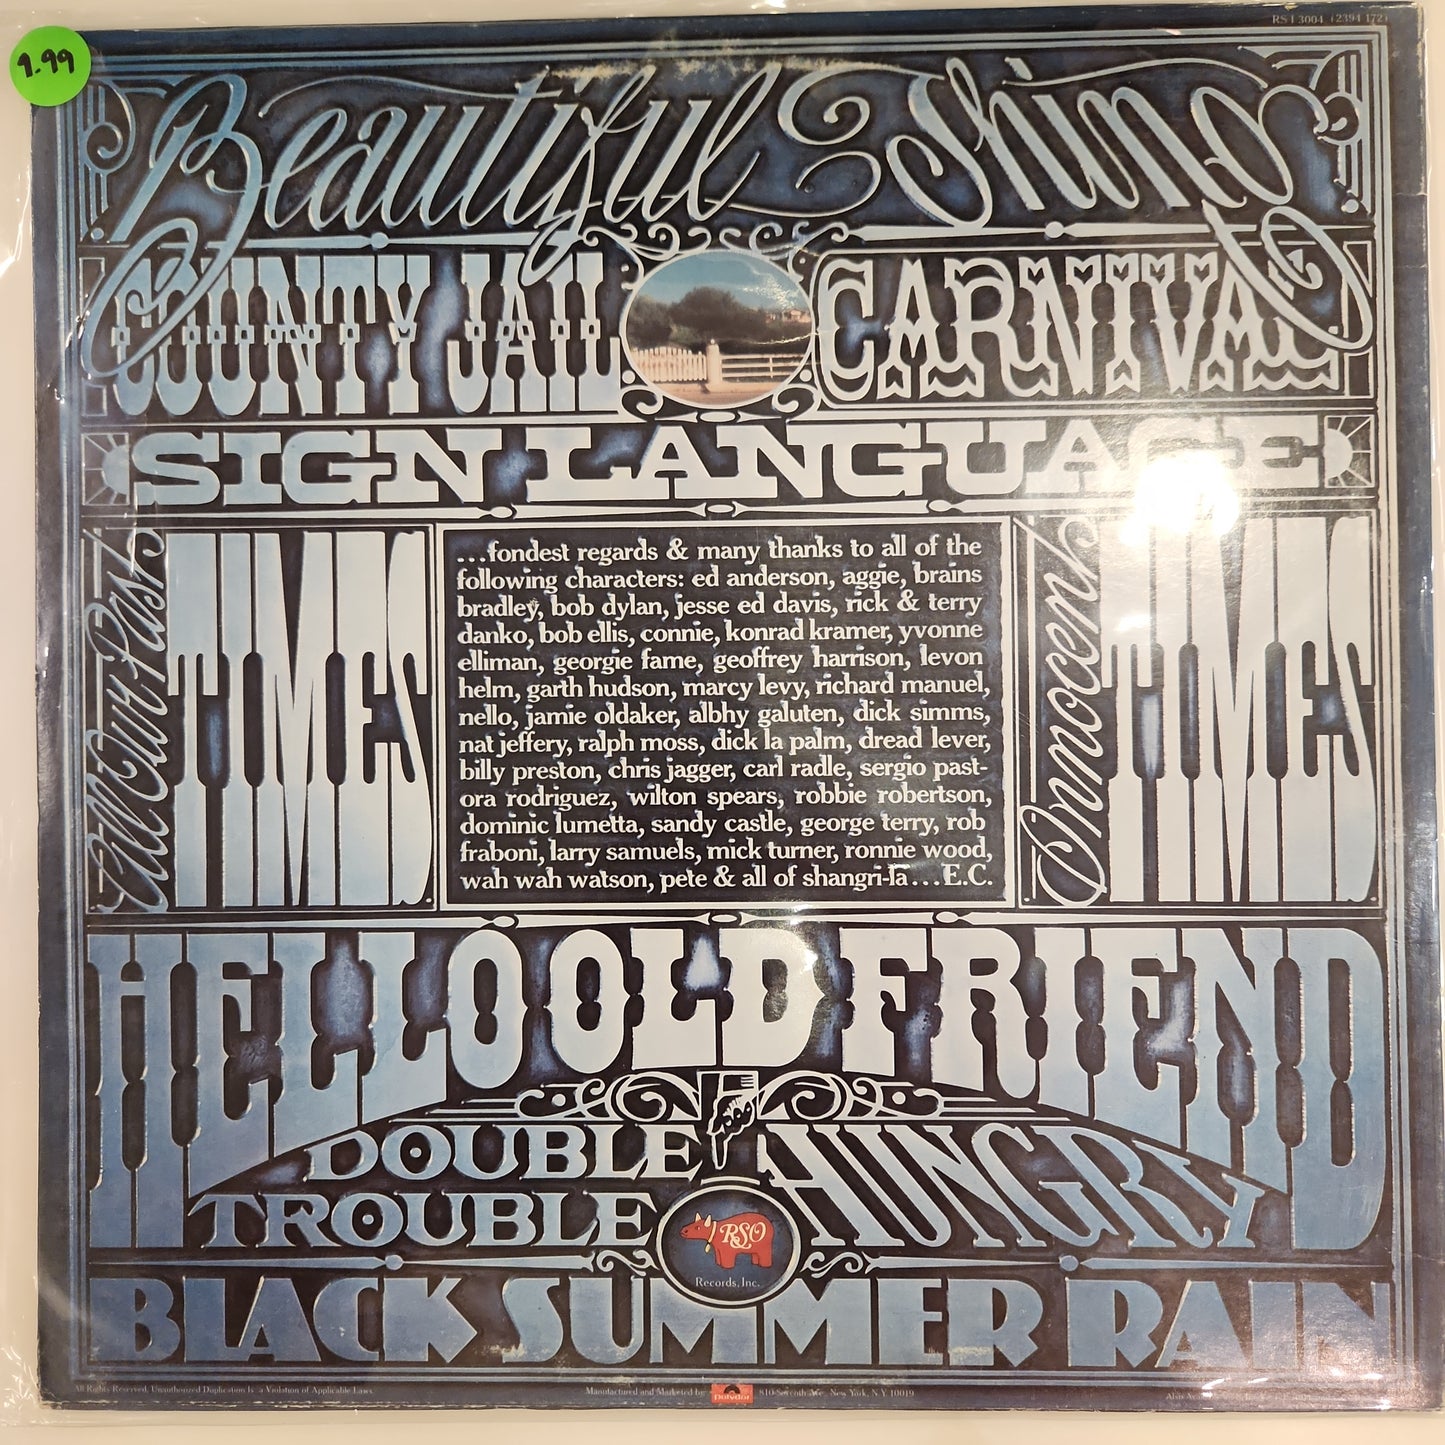 1.99
RS 1 3004 (2394 172)
Beautiful Thing
COUNTY JAIL
CARNIVAL
SIGN LANGUAGE
All Our Past
TIMES
...fondest regards & many thanks to all of the
following characters: ed anderson, aggie, brains
bradley, bob dylan, jesse ed davis, rick & terry
danko, bob ellis, connie, konrad kramer, yvonne
elliman, georgie fame, geoffrey harrison, levon
helm, garth hudson, marcy levy, richard manuel,
nello, jamie oldaker, albhy galuten, dick simms,
nat jeffery, ralph moss, dick la palm, dread lever,
billy preston, chris jagger, carl radle, sergio past-
ora rodriguez, wilton spears, robbie robertson,
dominic lumetta, sandy castle, george terry, rob
fraboni, larry samuels, mick turner, ronnie wood,
wah wah watson, pete & all of shangri-la...E.C.
Innocent
TIMES
HELLO OLD FRIEND
DOUBLE
TROUBLE
HUNGRY
RSO
Records, Inc.
BLACK SUMMER RAIN
All Rights Reserved. Unauthorized Duplication Is a Violation of Applicable Laws.
Manufactured and Marketed by
polydor
810 Seventh Ave. New York, N.Y. 10019